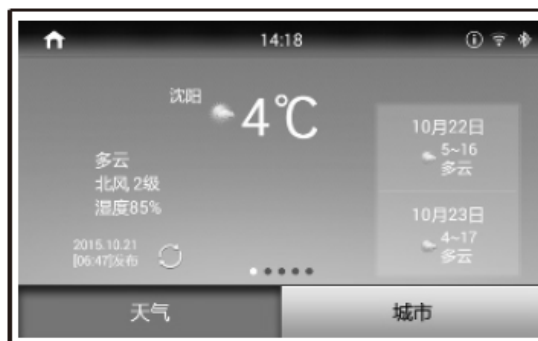 14:18
沈阳
4℃
多云
北风,2级
湿度85%
2015.10.21
[06:47]发布
10月22日
5~16
多云
10月23日
4~17
多云
天气
城市